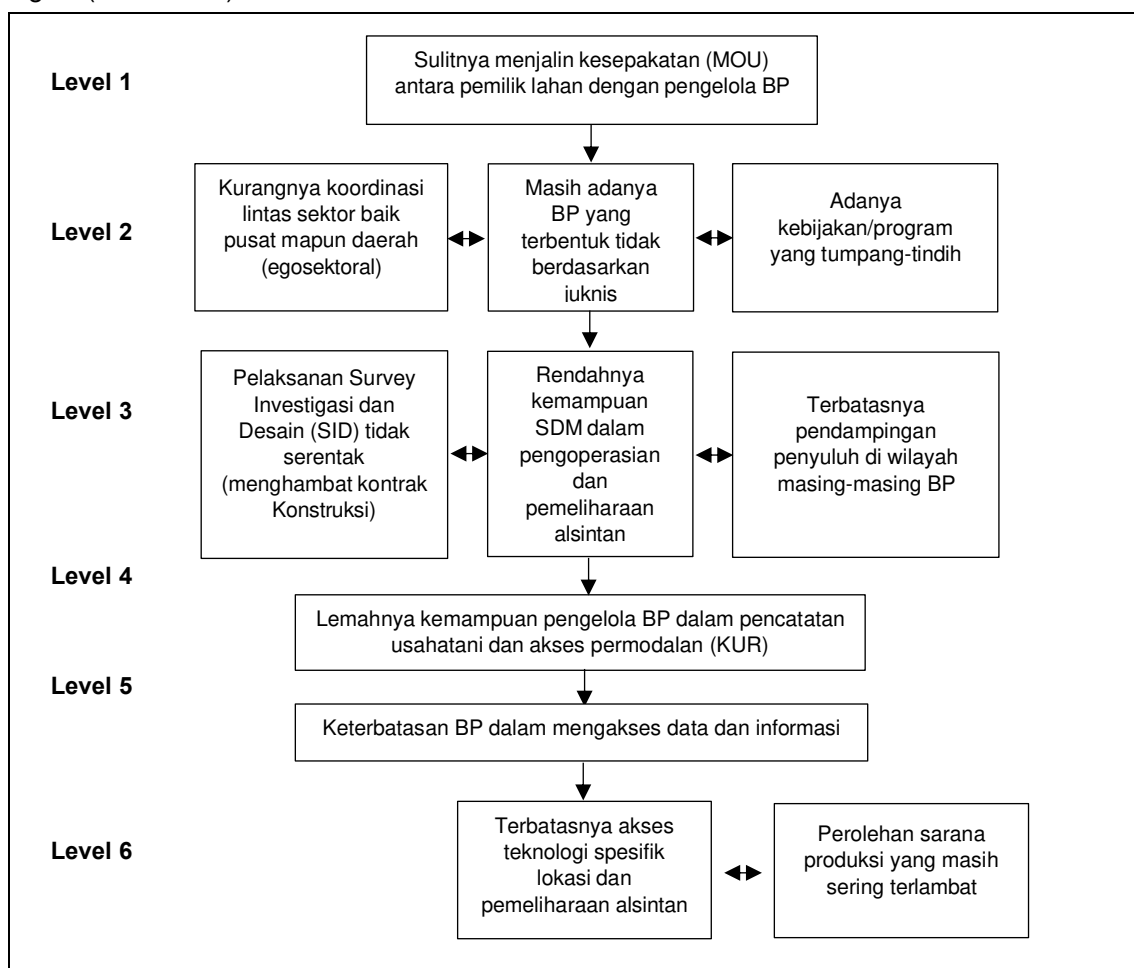 Level 1
Sulitnya menjalin kesepakatan (MOU)
antara pemilik lahan dengan pengelola BP
Level 2
Kurangnya koordinasi
lintas sektor baik
pusat mapun daerah
(egosektoral)
Masih adanya
BP yang
terbentuk tidak
berdasarkan
iuknis
Adanya
kebijakan/program
yang tumpang-tindih
Level 3
Pelaksanan Survey
Investigasi dan
Desain (SID) tidak
serentak
(menghambat kontrak
Konstruksi)
Rendahnya
kemampuan
SDM dalam
pengoperasian
dan
pemeliharaan
alsintan
Terbatasnya
pendampingan
penyuluh di wilayah
masing-masing BP
Level 4
Lemahnya kemampuan pengelola BP dalam pencatatan
usahatani dan akses permodalan (KUR)
Level 5
Keterbatasan BP dalam mengakses data dan informasi
Level 6
Terbatasnya akses
teknologi spesifik
lokasi dan
pemeliharaan alsintan
Perolehan sarana
produksi yang masih
sering terlambat